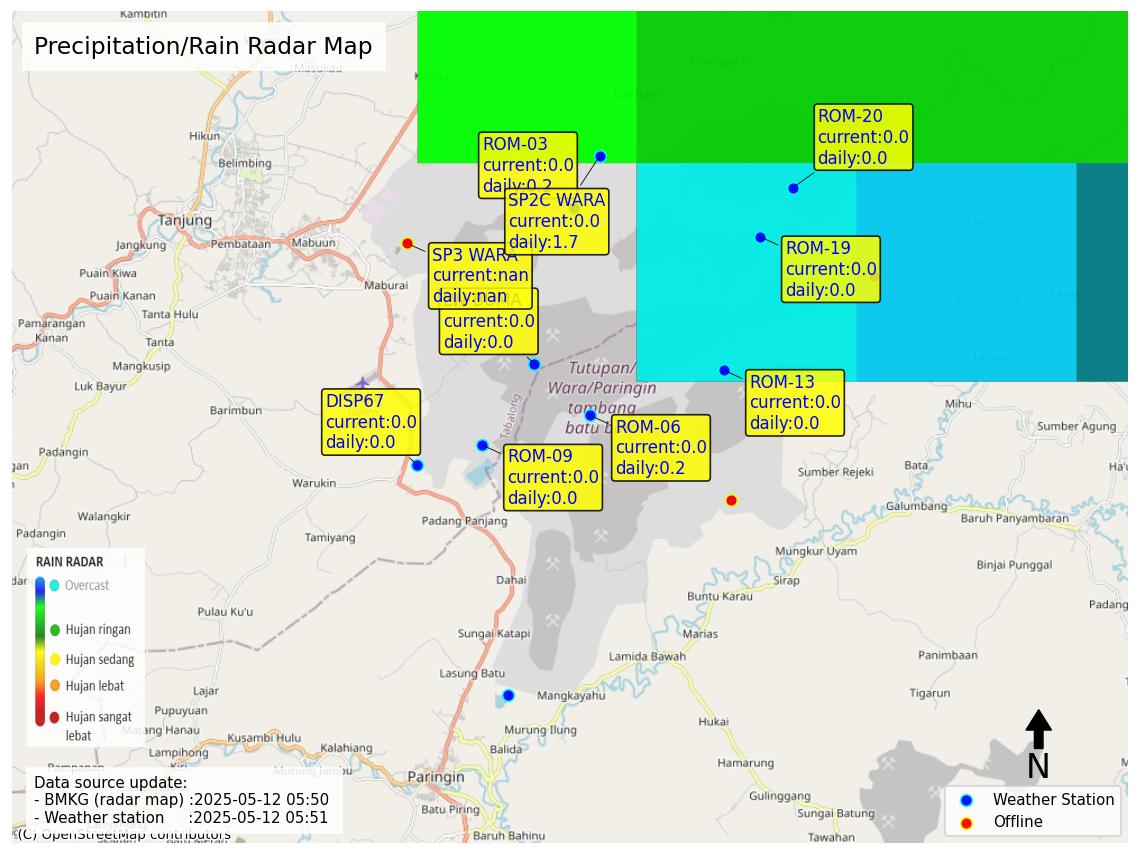 Kambitin
Precipitation/Rain Radar Map
Masukau
Masingai II
Luk Batu
Hikun
Belimbing
Tanjung
Jangkung
Pembataan
Mabuun
Puain Kiwa
Maburai
Puain Kanan
Tanta Hulu
Pamarangan
Kanan
Tanta
Mangkusip
Luk Bayur
Barimbun
ROM-03
current:0.0
daily:0.2
SP2C WARA
current:0.0
daily:1.7
ROM-20
current:0.0
daily:0.0
ROM-19
current:0.0
daily:0.0
SP3 WARA
current:nan
daily:nan
current:0.0
daily:0.0
Tutupan/
Wara/Paringin
tambang
batu b
Tabalong
ROM-13
current:0.0
daily:0.0
DISP67
current:0.0
daily:0.0
ROM-06
current:0.0
daily:0.2
ROM-09
current:0.0
daily:0.0
Mihu
Sumber Agung
Padangin
Warukin
Sumber Rejeki
Bata
Galumbang
Baruh Panyambaran
Walangkir
Padangin
Padang Panjang
Tamiyang
Mungkur Uyam
Binjai Punggal
Dahai
Sirap
Buntu Karau
Padang
Pulau Ku'u
Sungai Katapi
Marias
Lamida Bawah
Panimbaan
Lasung Batu
Lajar
Mangkayahu
Tigarun
Pupuyuan
Matang Hanau
Murung Ilung
Hukai
Kusambi Hulu
Lampihong
Kalahiang
Balida
Hamarung
Murung Jambu
Paringin
Gulinggang
Batu Piring
Sungai Batung
Baruh Bahinu
Tawahan
RAIN RADAR
Overcast
Hujan ringan
Hujan sedang
Hujan lebat
Hujan sangat
lebat
Data source update:
- BMKG (radar map) :2025-05-12 05:50
- Weather station :2025-05-12 05:51
(C) OpenStreetMap contributors
N
Weather Station
Offline